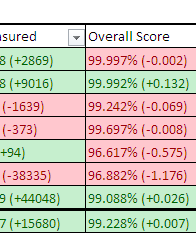 sured Overall Score
8 (+2869) 99.997% (-0.002)
8 (+9016) 99.992% (+0.132)
(-1639) 99.242% (-0.069)
(-373) 99.697% (-0.008)
+94) 96.617% (-0.575)
(-38335) 96.882% (-1.176)
9 (+44048) 99.088% (+0.026)
7 (+15680) 99.228% (+0.007)